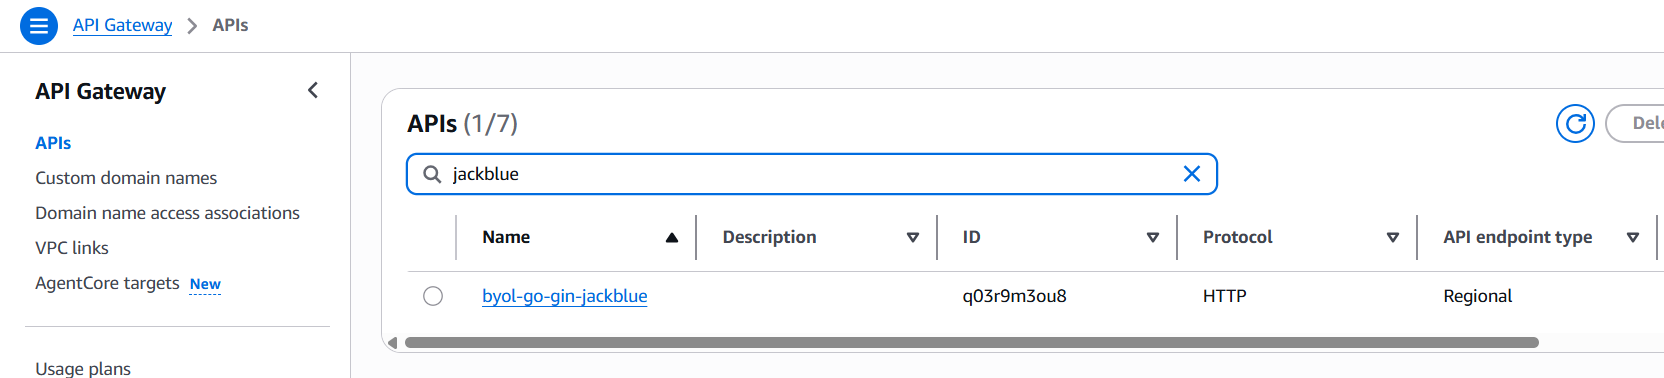 API Gateway > APIs
API Gateway
APIs
Custom domain names
Domain name access associations
VPC links
AgentCore targets New
Usage plans
APIs (1/7)
jackblue
Name Description ID Protocol API endpoint type
byol-go-gin-jackblue q03r9m3ou8 HTTP Regional